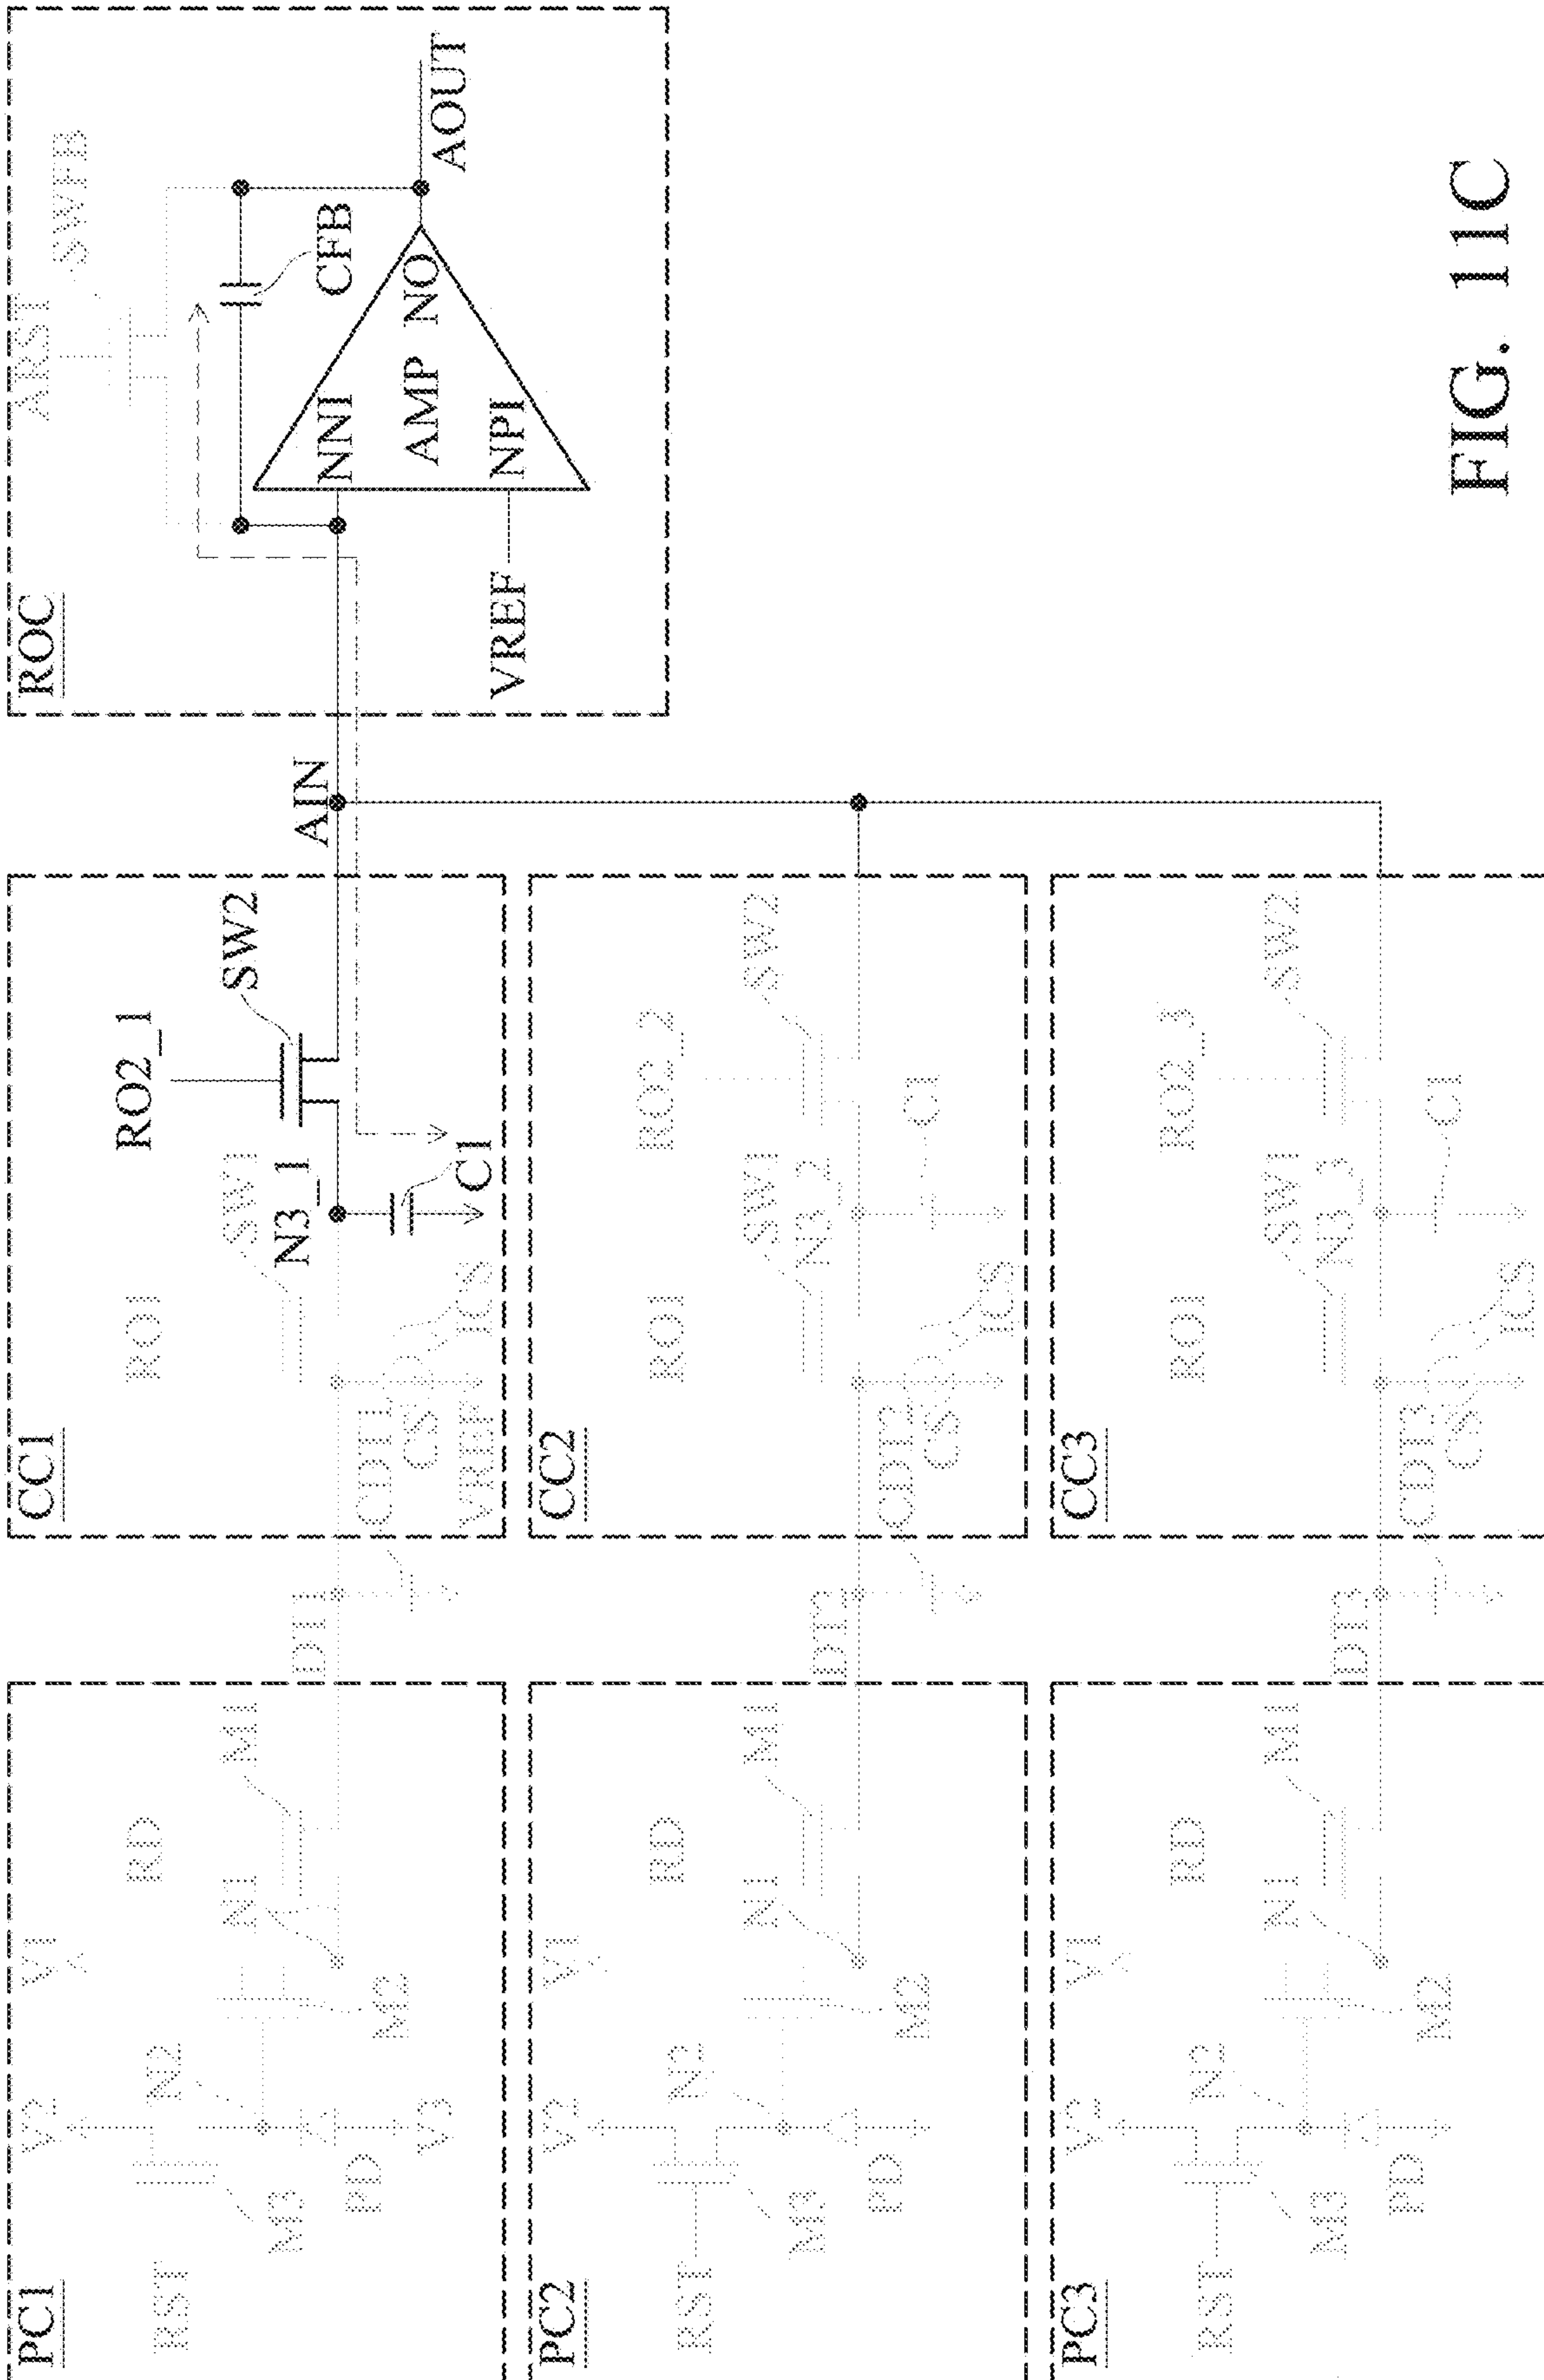 PC1
RST
M3
V2
N2
PD
V3
V1
M2
N1
RD
M1
DT1
CC1
CDT1
CS
VREF
ICS
RO1
SW1
N3_1
C1
RO2_1
SW2
AIN
ROC
VREF
NNI
NPI
AMP
NO
CFB
ARST
SWFB
AOUT
PC2
RST
M3
V2
N2
PD
V1
M2
N1
RD
M1
DT2
CC2
CDT2
CS
ICS
RO1
SW1
N3_2
C1
RO2_2
SW2
PC3
RST
M3
V2
N2
PD
V1
M2
N1
RD
M1
DT3
CC3
CDT3
CS
ICS
RO1
SW1
N3_3
C1
RO2_3
SW2
FIG. 11C